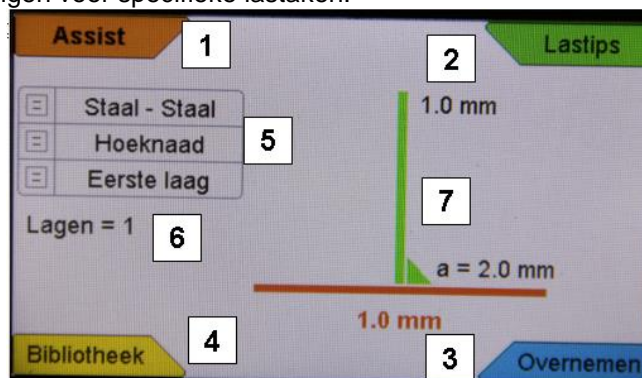 igen voor specifieke lastaken.
Assist
1
2
Lastips
Staal - Staal
Hoeknaad
Eerste laag
5
1.0 mm
7
Lagen = 1
6
a = 2.0 mm
1.0 mm
Bibliotheek
4
3
Overnemen